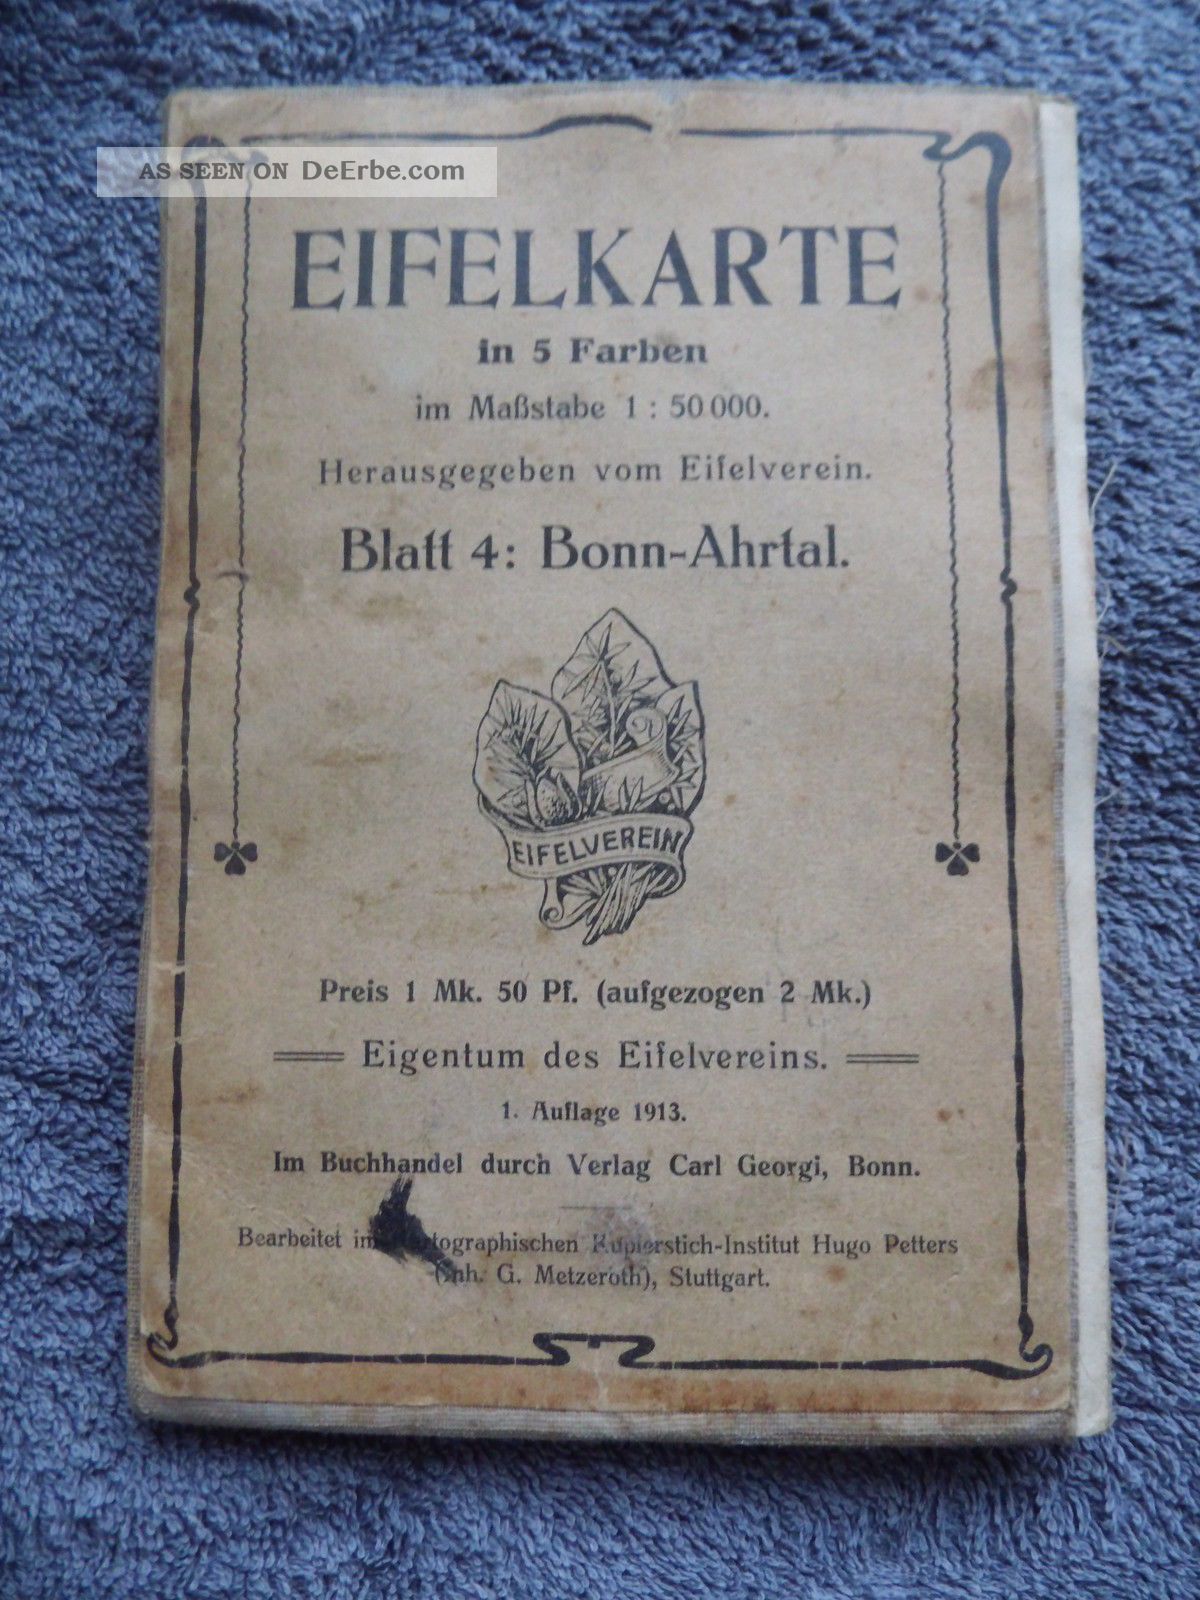 AS SEEN ON DeErbe.com
EIFELKARTE
in 5 Farben
im Maßstabe 1 : 50 000.
Herausgegeben vom Eifelverein.
Blatt 4: Bonn-Ahrtal.
EIFELVEREIN
Preis 1 Mk. 50 Pf. (aufgezogen 2 Mk.)
Eigentum des Eifelvereins.
1. Auflage 1913.
Im Buchhandel durch Verlag Carl Georgi, Bonn.
Bearbeitet im Kartographischen Kupferstich-Institut Hugo Petters
(Inh. G. Metzeroth), Stuttgart.